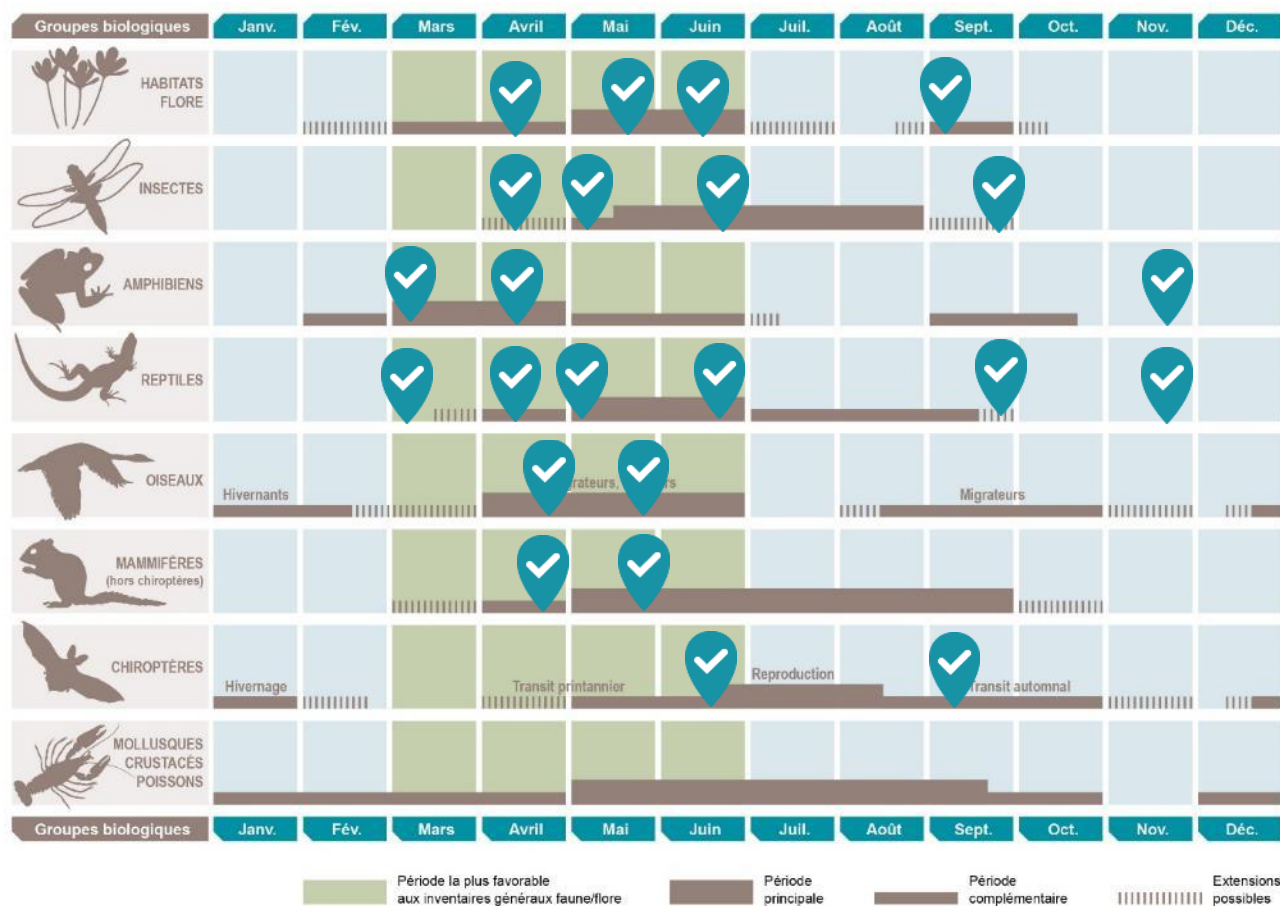 Groupes biologiques Janv. Fév. Mars Avril Mai Juin Juil. Août Sept. Oct. Nov. Déc.
HABITATS
FLORE
INSECTES
AMPHIBIENS
REPTILES
OISEAUX
Hivernants
Migrateurs
MAMMIFÈRES
(hors chiroptères)
CHIROPTÈRES
Hivernage
Transit printannier
Reproduction
Transit automnal
MOLLUSQUES
CRUSTACÉS
POISSONS
Groupes biologiques Janv. Fév. Mars Avril Mai Juin Juil. Août Sept. Oct. Nov. Déc.
Période la plus favorable
aux inventaires généraux faune/flore
Période
principale
Période
complémentaire
Extensions
possibles